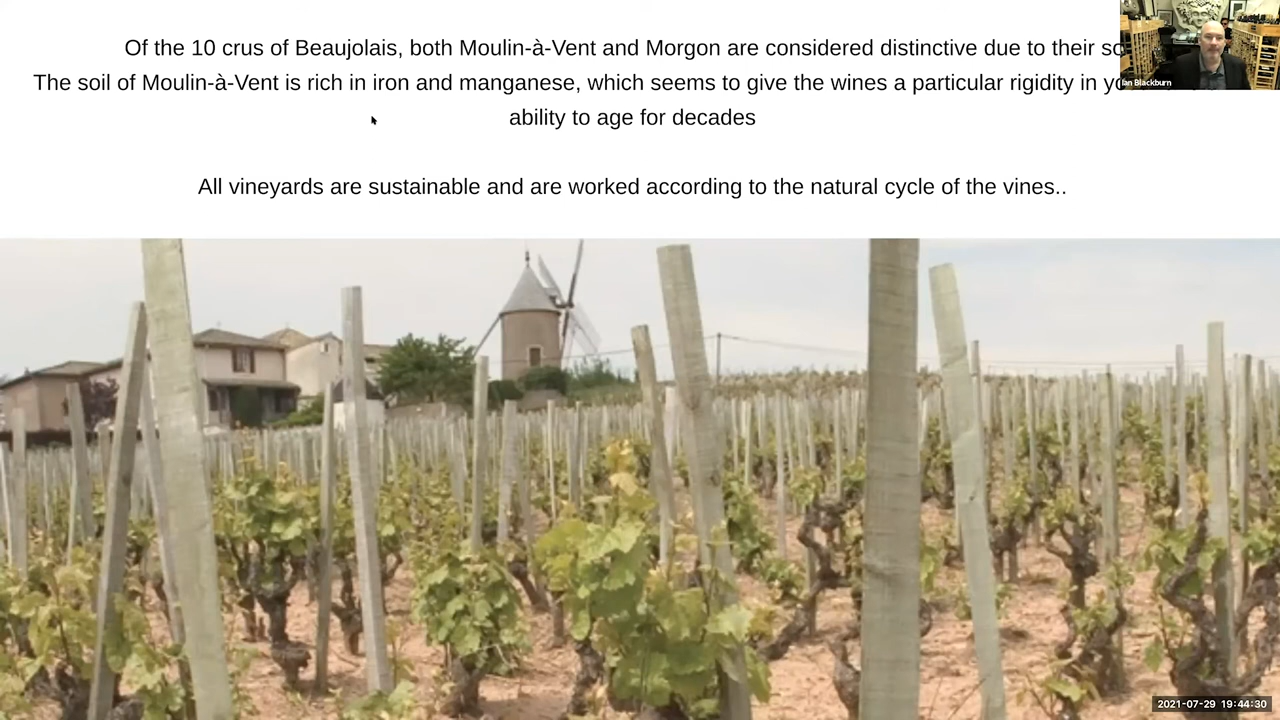 Of the 10 crus of Beaujolais, both Moulin-à-Vent and Morgon are considered distinctive due to their
The soil of Moulin-à-Vent is rich in iron and manganese, which seems to give the wines a particular rigidity in
ability to age for decades
All vineyards are sustainable and are worked according to the natural cycle of the vines..
Ian Blackburn
2021-07-29 19:44:30